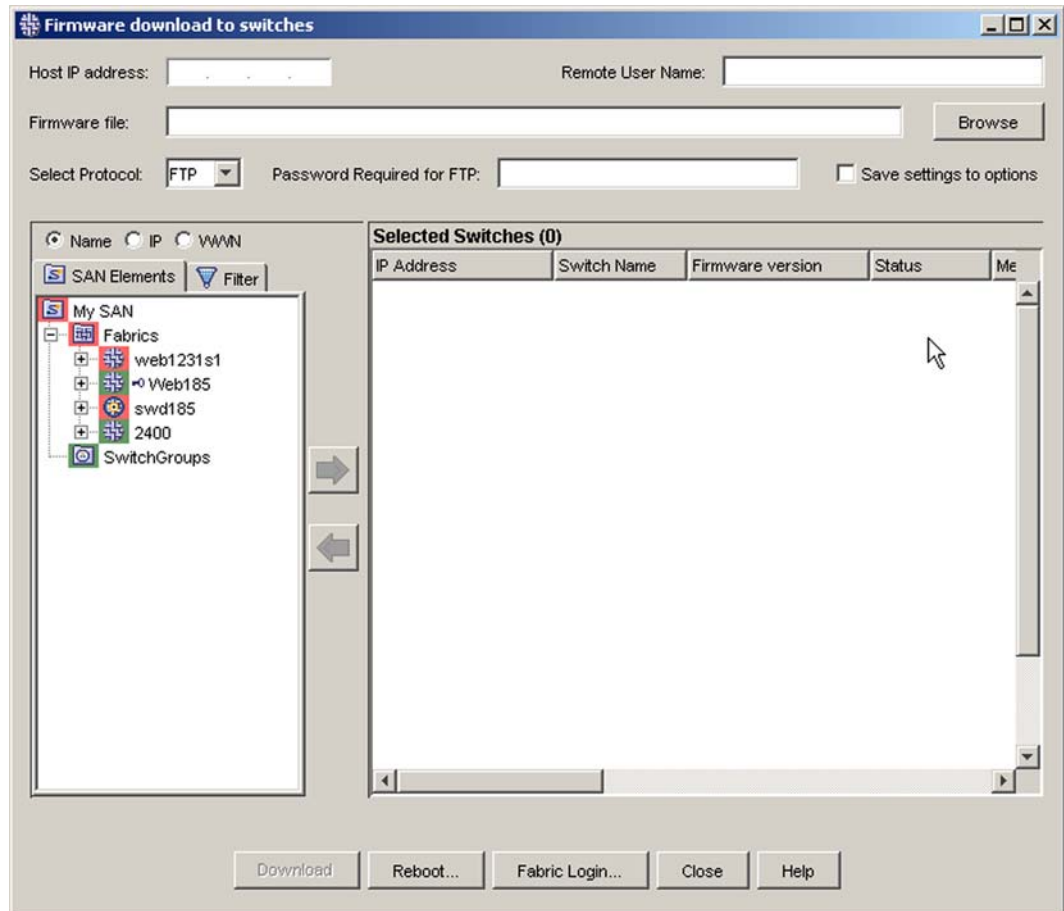 Firmware download to switches
Host IP address: . . . Remote User Name:
Firmware file: Browse
Select Protocol: FTP Password Required for FTP: Save settings to options
Name IP WWN
Selected Switches (0)
SAN Elements Filter
IP Address Switch Name Firmware version Status Me
My SAN
Fabrics
web1231s1
Web185
swd185
2400
SwitchGroups
Download Reboot... Fabric Login... Close Help